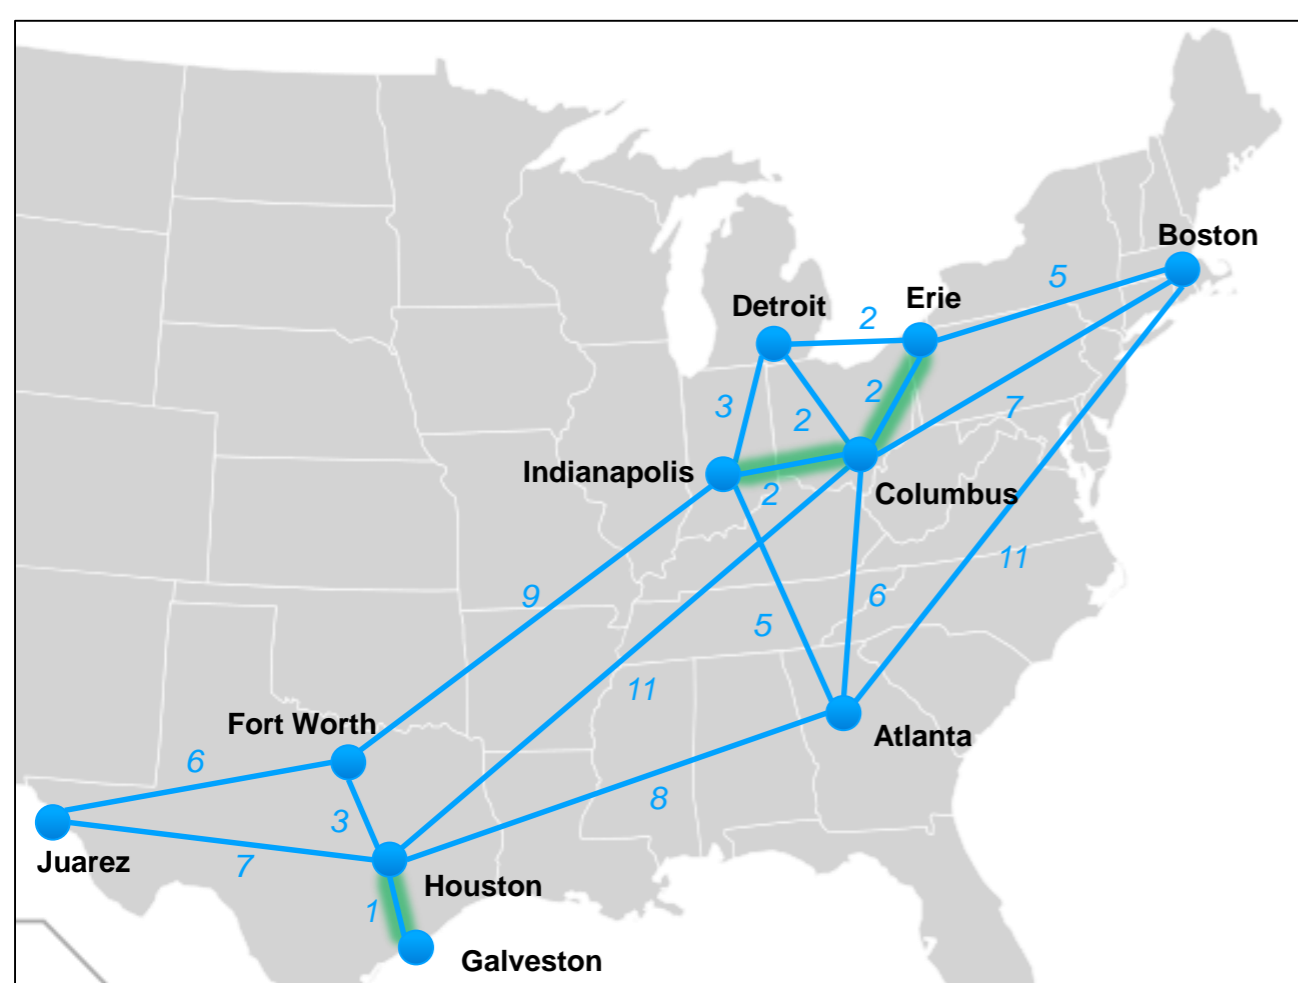 Boston
5
Erie
Detroit
2
2
3
2
7
Indianapolis
2
Columbus
11
9
6
5
11
Fort Worth
Atlanta
6
8
3
Juarez
7
Houston
1
Galveston